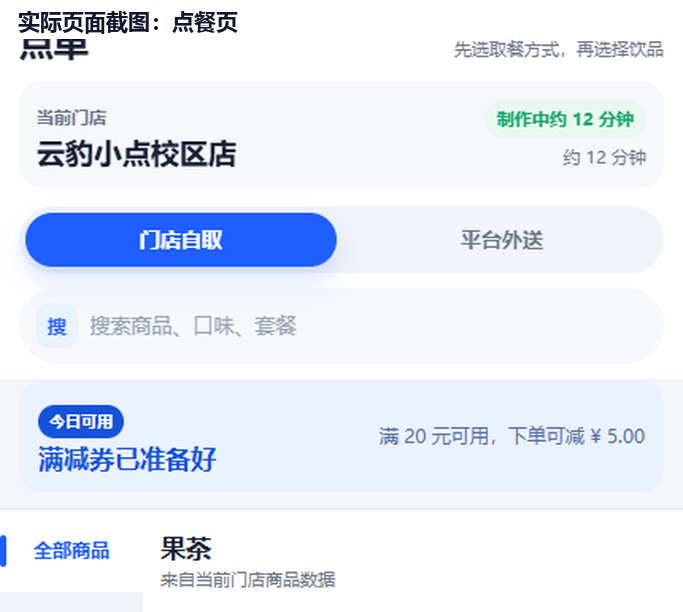 实际页面截图：点餐页
点单
先选取餐方式，再选择饮品
当前门店
制作中约 12 分钟
云豹小点校区店
约 12 分钟
门店自取
平台外送
搜 搜索商品、口味、套餐
今日可用
满减券已准备好
满 20 元可用，下单可减 ¥ 5.00
全部商品
果茶
来自当前门店商品数据